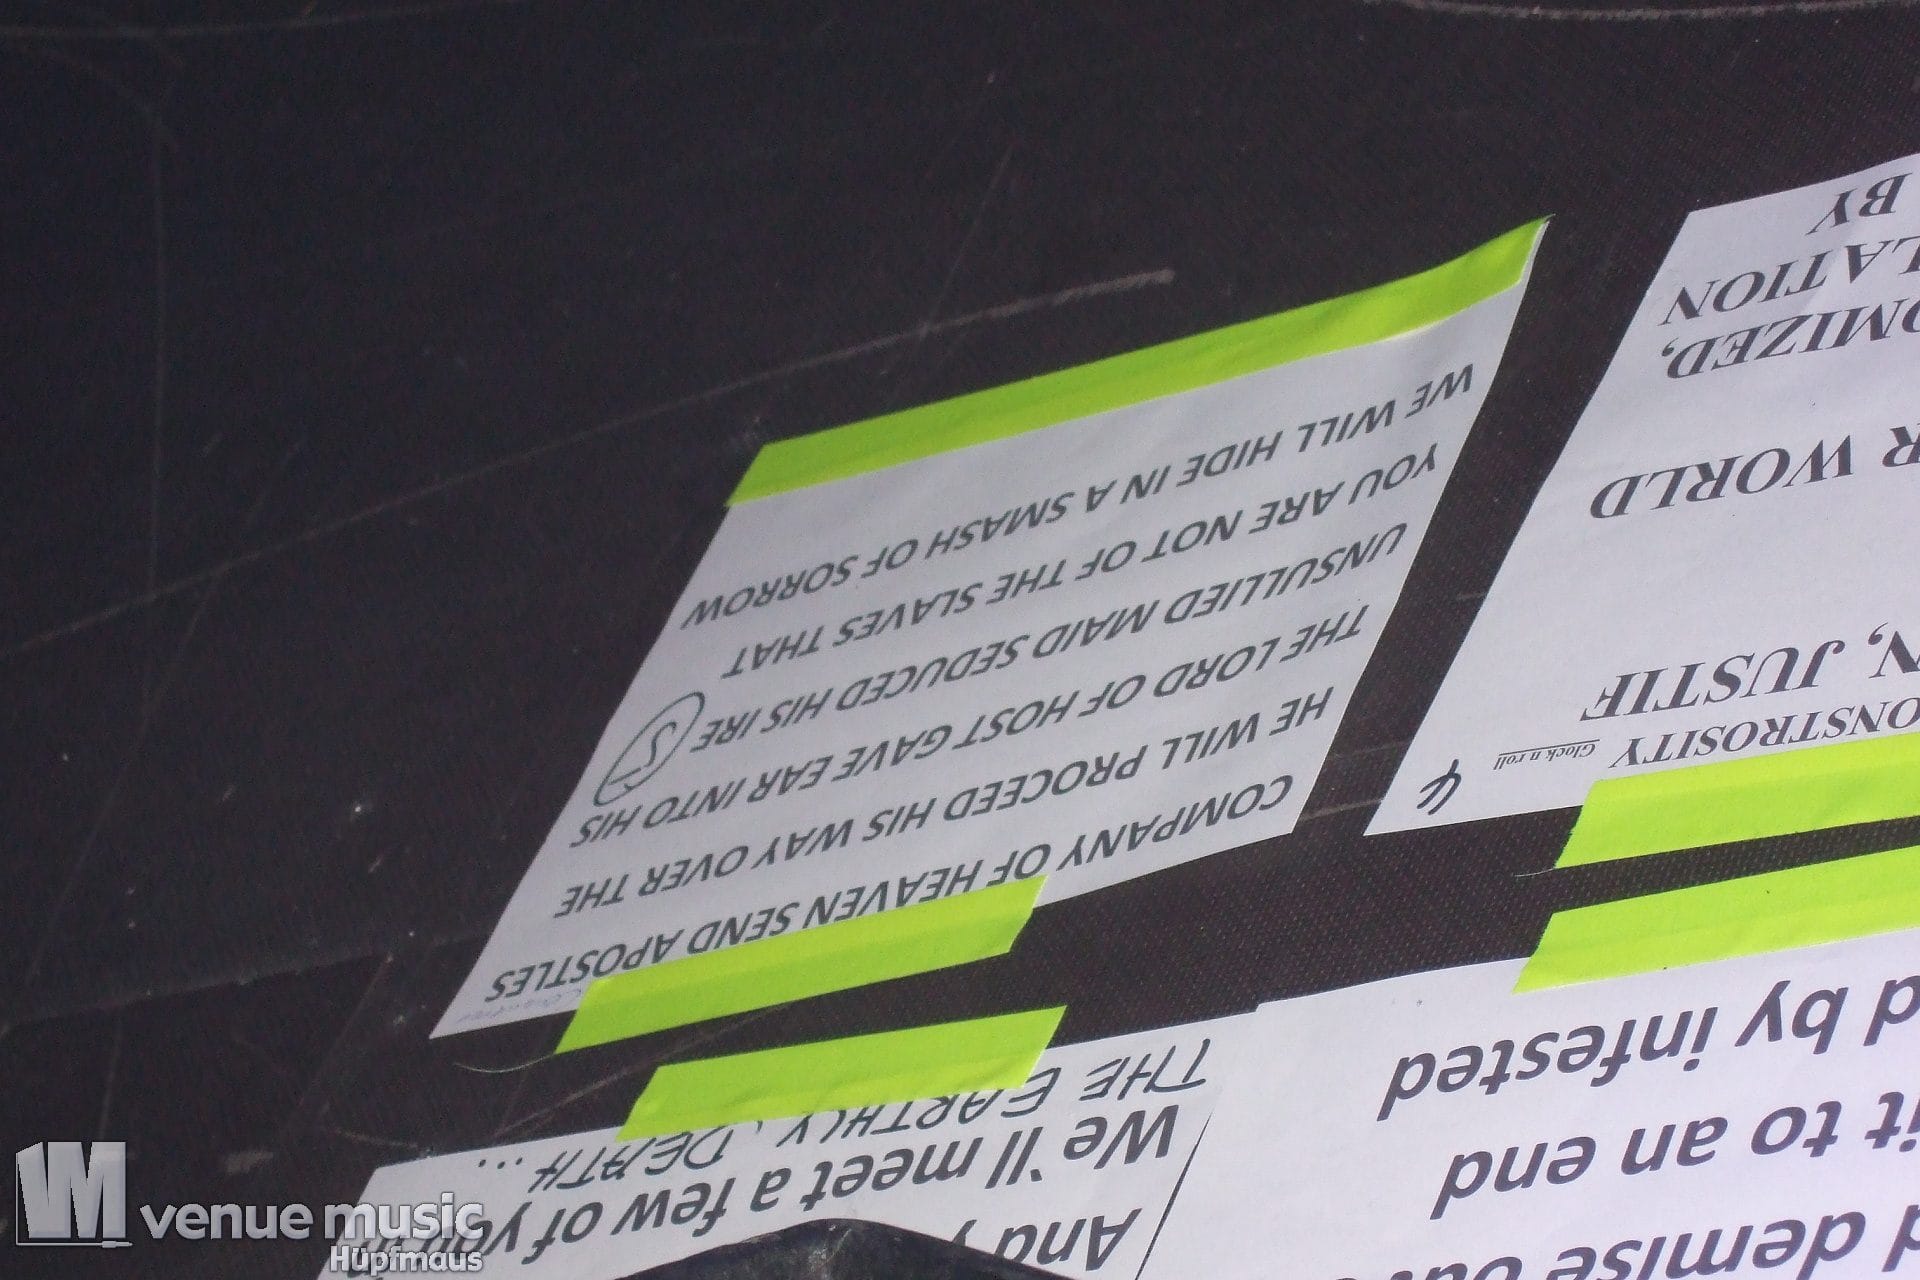 COMPANY OF HEAVEN SEND APOSTLES
HE WILL PROCEED HIS WAY OVER THE
THE LORD OF HOST GAVE EAR INTO HIS
UNSULLIED MAID SEDUCED HIS IRE
5
YOU ARE NOT OF THE SLAVES THAT
WE WILL HIDE IN A SMASH OF SORROW
4
Glock n roll
ONSTROSITY
N, JUSTIF
R WORLD
OMIZED,
LATION
BY
d demise
it to an end
d by infested
And
We'll meet a few of
THE EARTHLY DEATH ...
venue music
Hüpfmaus